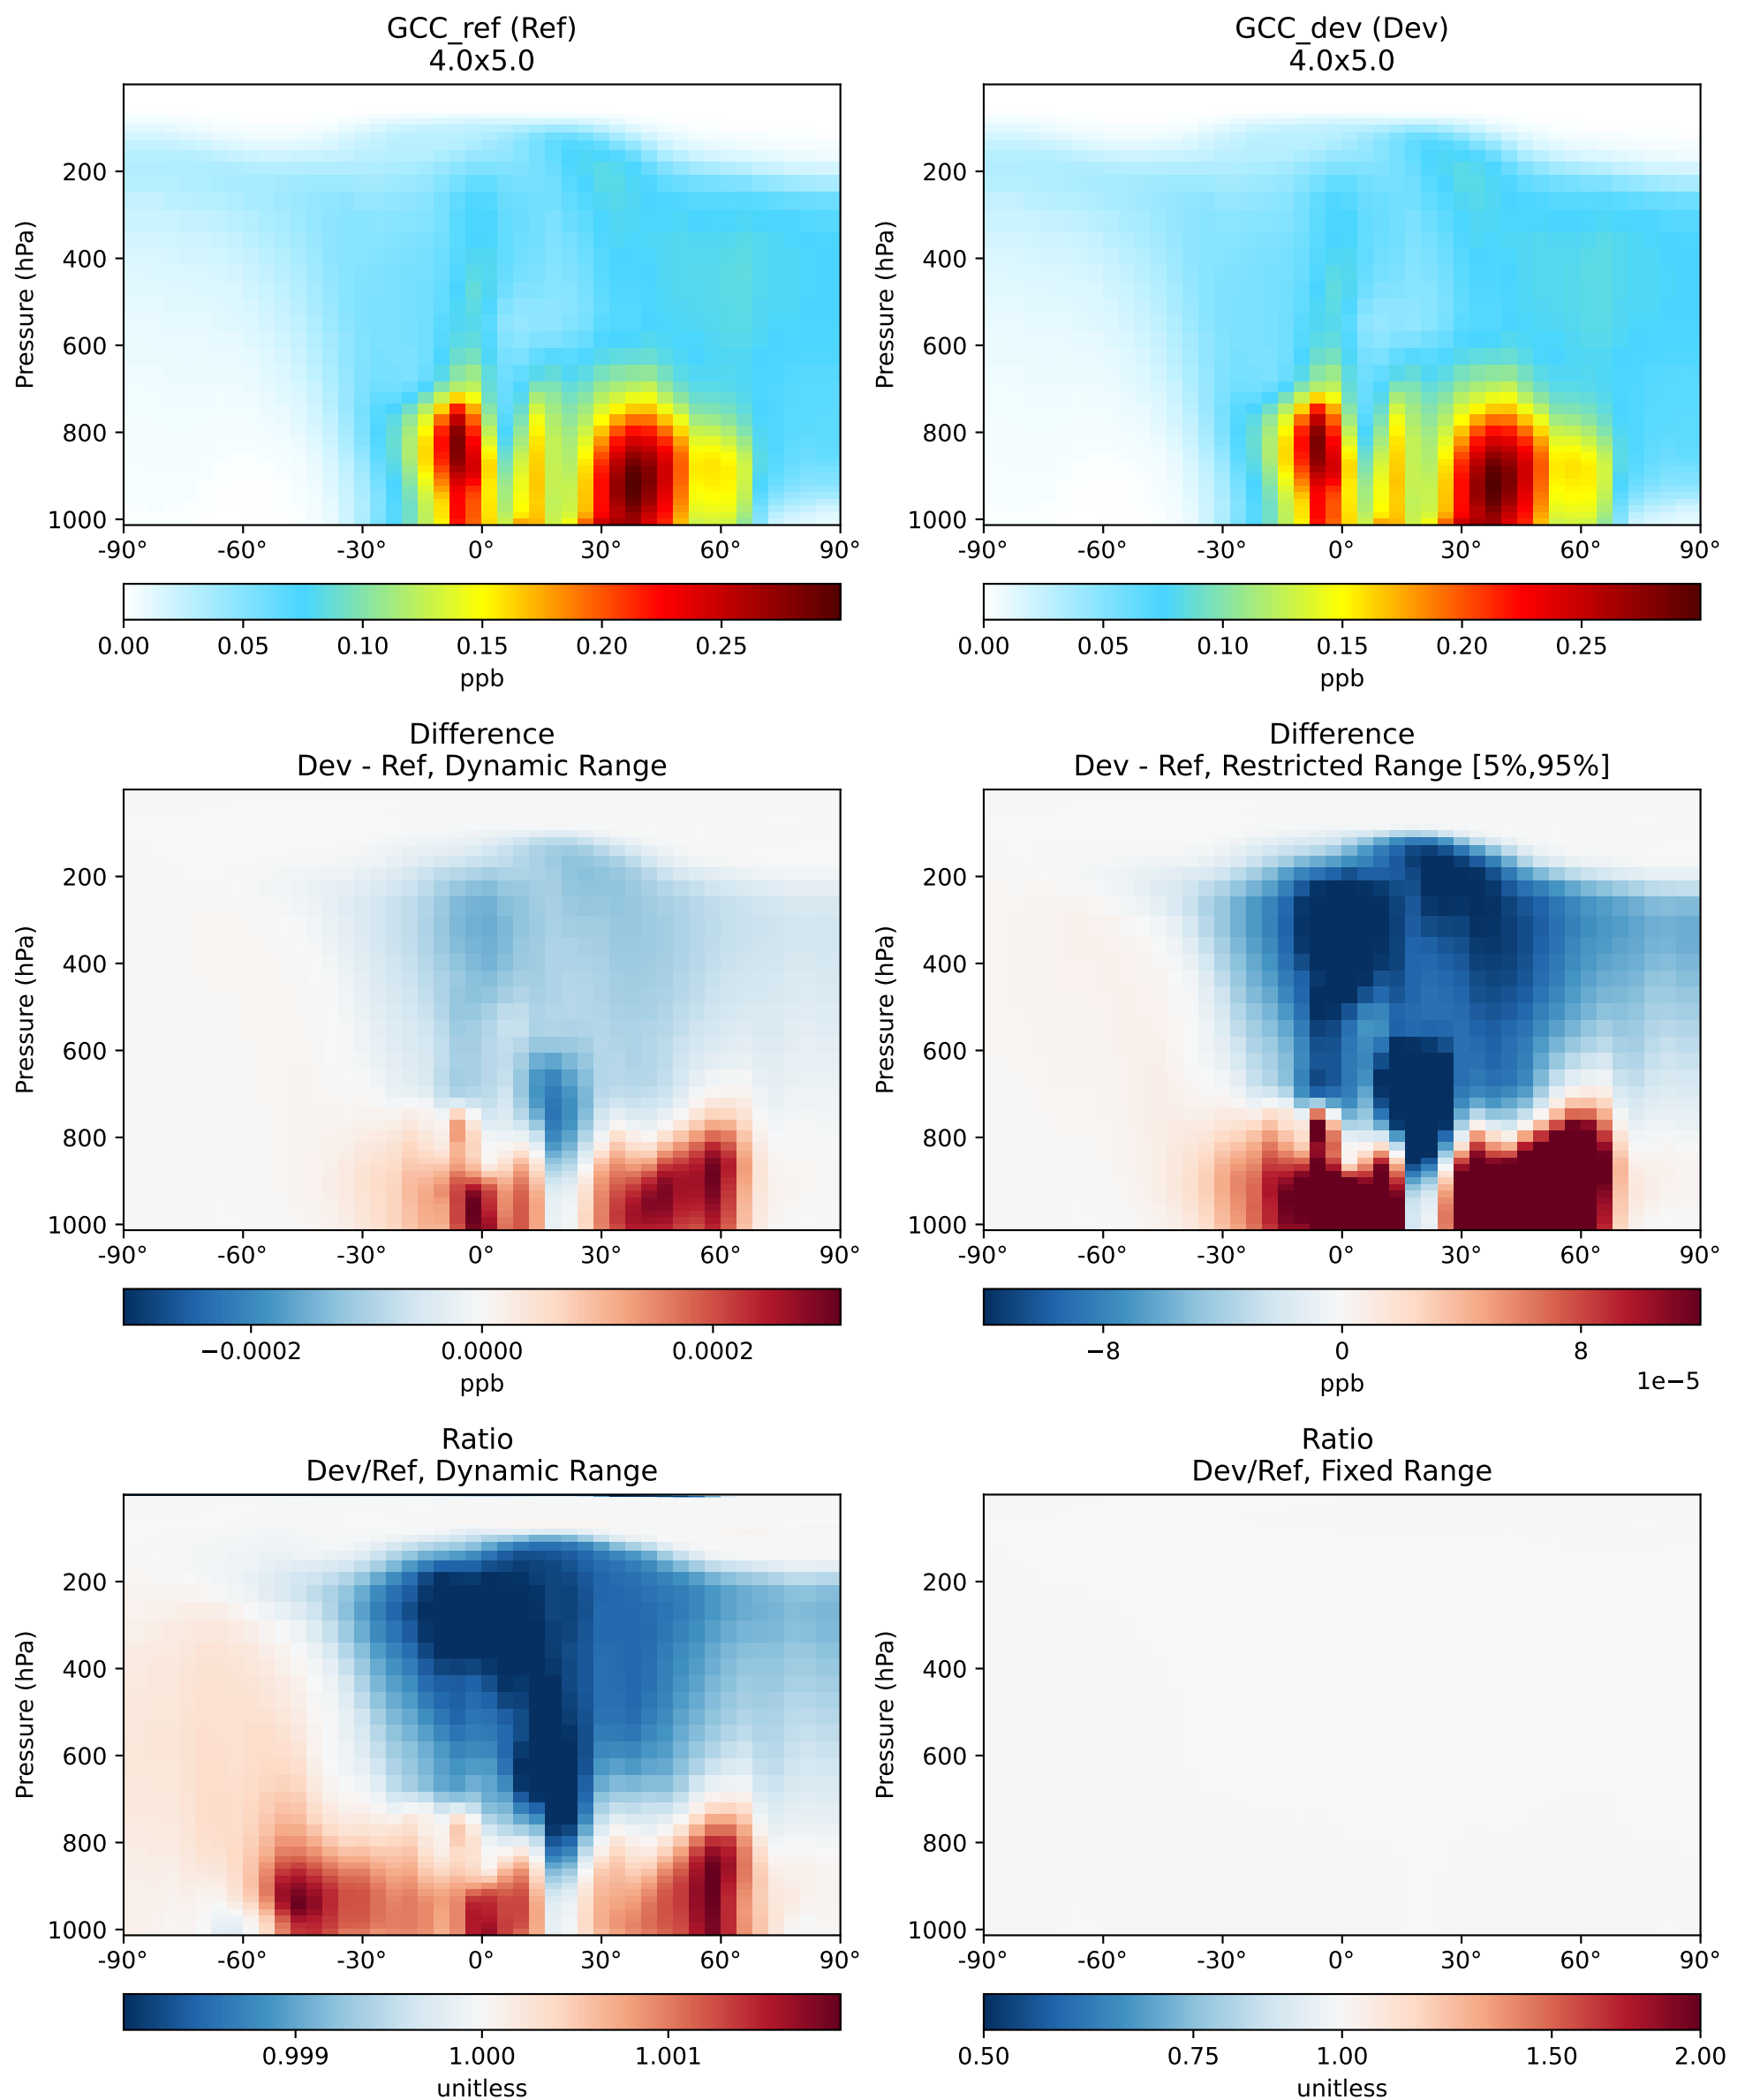 GCC_ref (Ref)
4.0x5.0
Pressure (hPa)
200
400
600
800
1000
-90° -60° -30° 0° 30° 60° 90°
0.00 0.05 0.10 0.15 0.20 0.25
ppb
GCC_dev (Dev)
4.0x5.0
Pressure (hPa)
200
400
600
800
1000
-90° -60° -30° 0° 30° 60° 90°
0.00 0.05 0.10 0.15 0.20 0.25
ppb
Difference
Dev - Ref, Dynamic Range
Pressure (hPa)
200
400
600
800
1000
-90° -60° -30° 0° 30° 60° 90°
−0.0002 0.0000 0.0002
ppb
Difference
Dev - Ref, Restricted Range [5%,95%]
Pressure (hPa)
200
400
600
800
1000
-90° -60° -30° 0° 30° 60° 90°
−8 0 8
1e−5
ppb
Ratio
Dev/Ref, Dynamic Range
Pressure (hPa)
200
400
600
800
1000
-90° -60° -30° 0° 30° 60° 90°
0.999 1.000 1.001
unitless
Ratio
Dev/Ref, Fixed Range
Pressure (hPa)
200
400
600
800
1000
-90° -60° -30° 0° 30° 60° 90°
0.50 0.75 1.00 1.50 2.00
unitless